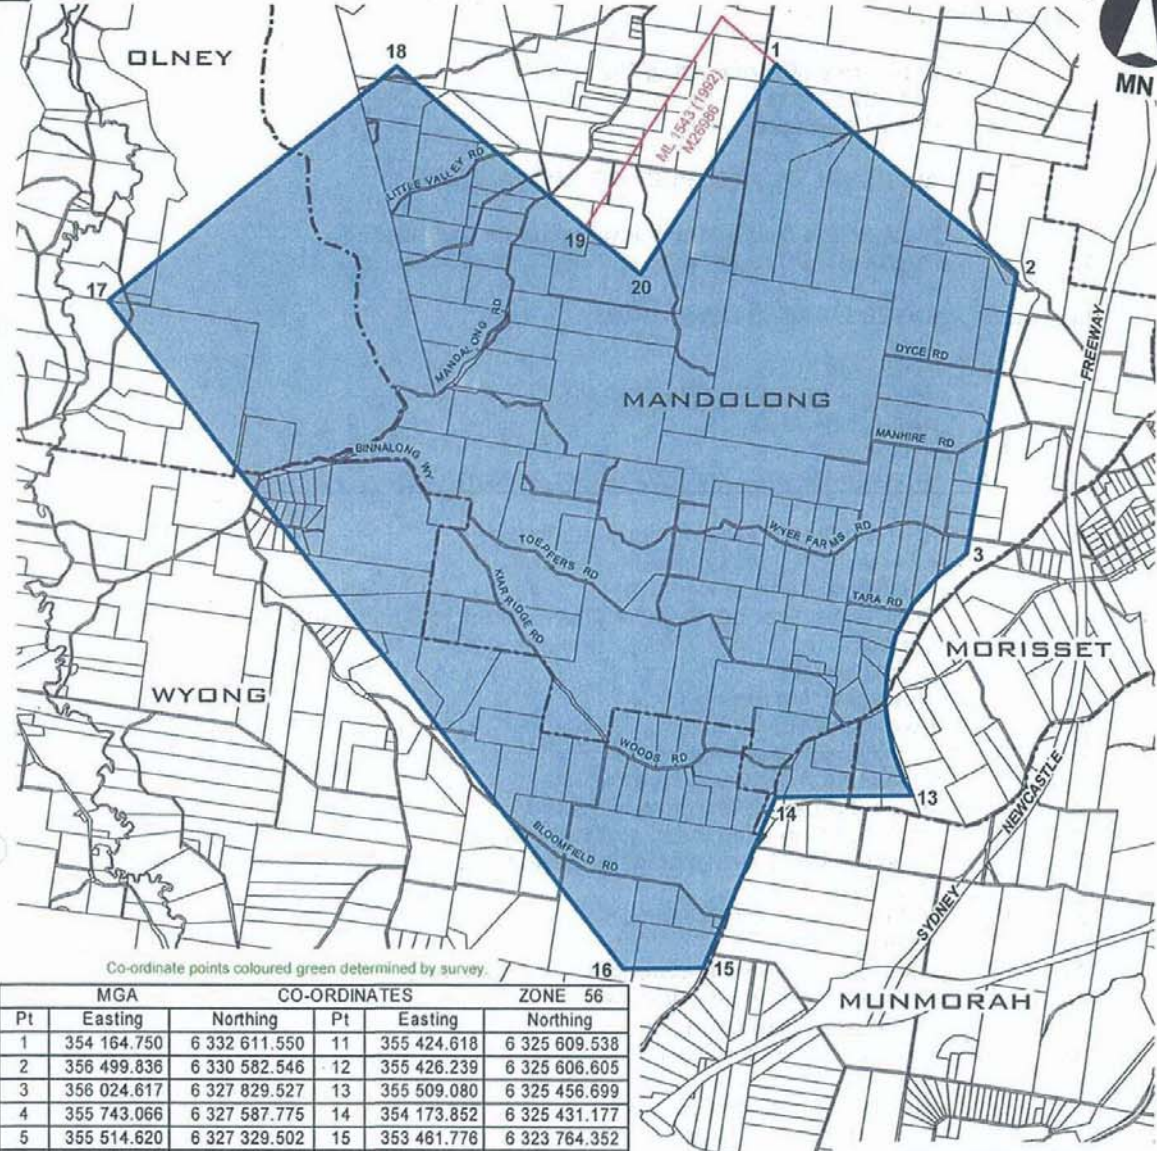 OLNEY
18
1
MN
ML 1543 (1992)
M26986
LITTLE VALLEY RD
19
20
2
17
MANDALONG RD
FREEWAY
DYCE RD
MANDOLONG
MANHIRE RD
BINNALONG WY
WYEE FARMS RD
TOEPFERS RD
3
KIAR RIDGE RD
TARA RD
MORISSET
WYONG
WOODS RD
13
14
NEWCASTLE
BLOOMFIELD RD
SYDNEY
16
15
Co-ordinate points coloured green determined by survey.
MUNMORAH
MGA CO-ORDINATES ZONE 56
Pt Easting Northing Pt Easting Northing
1 354 164.750 6 332 611.550 11 355 424.618 6 325 609.538
2 356 499.836 6 330 582.546 12 355 426.239 6 325 606.605
3 356 024.617 6 327 829.527 13 355 509.080 6 325 456.699
4 355 743.066 6 327 587.775 14 354 173.852 6 325 431.177
5 355 514.620 6 327 329.502 15 353 461.776 6 323 764.352